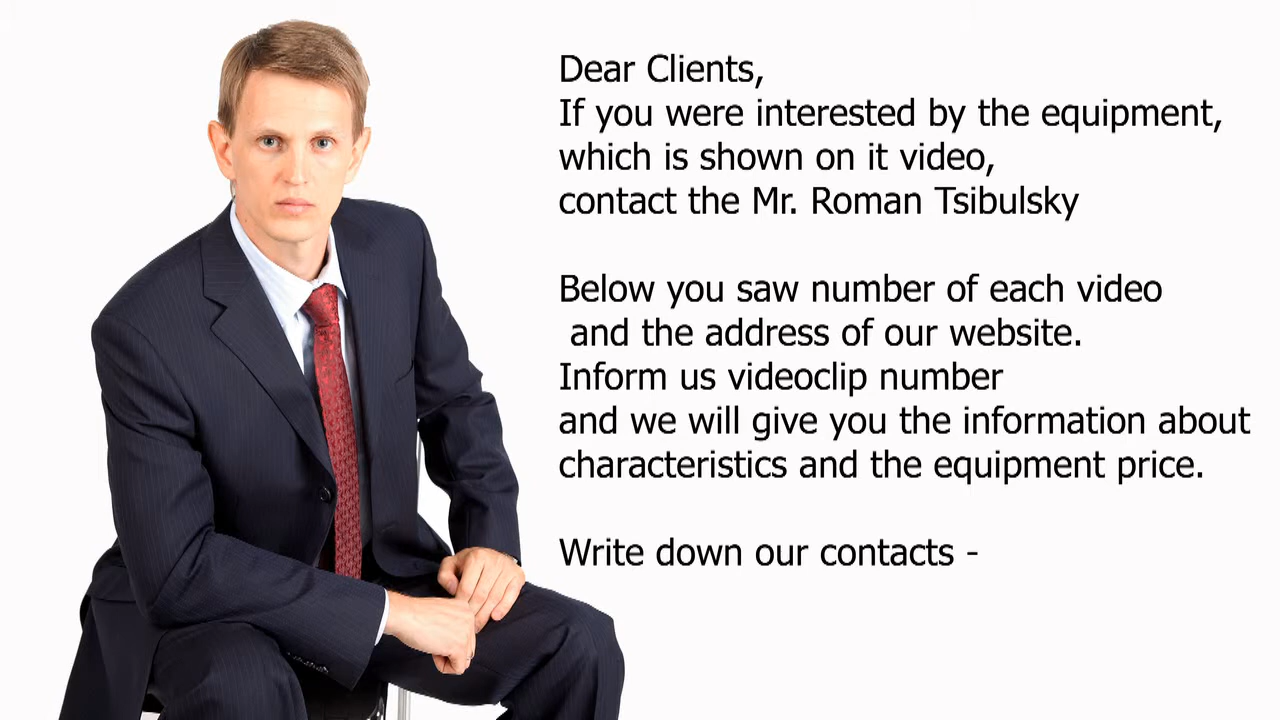 Dear Clients,
If you were interested by the equipment,
which is shown on it video,
contact the Mr. Roman Tsibulsky
Below you saw number of each video
and the address of our website.
Inform us videoclip number
and we will give you the information about
characteristics and the equipment price.
Write down our contacts -